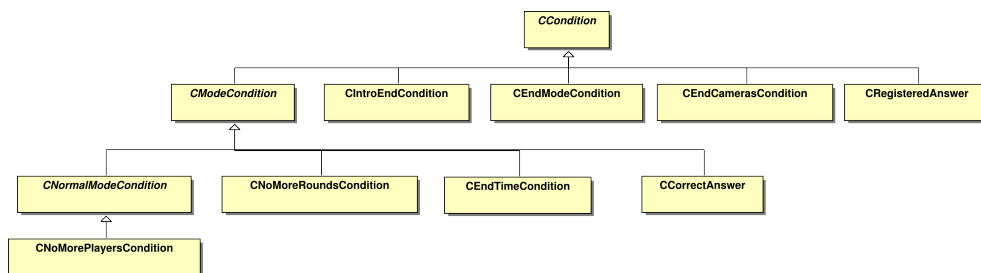 CCondition
CModeCondition
CIntroEndCondition
CEndModeCondition
CEndCamerasCondition
CRegisteredAnswer
CNormalModeCondition
CNoMoreRoundsCondition
CEndTimeCondition
CCorrectAnswer
CNoMorePlayersCondition